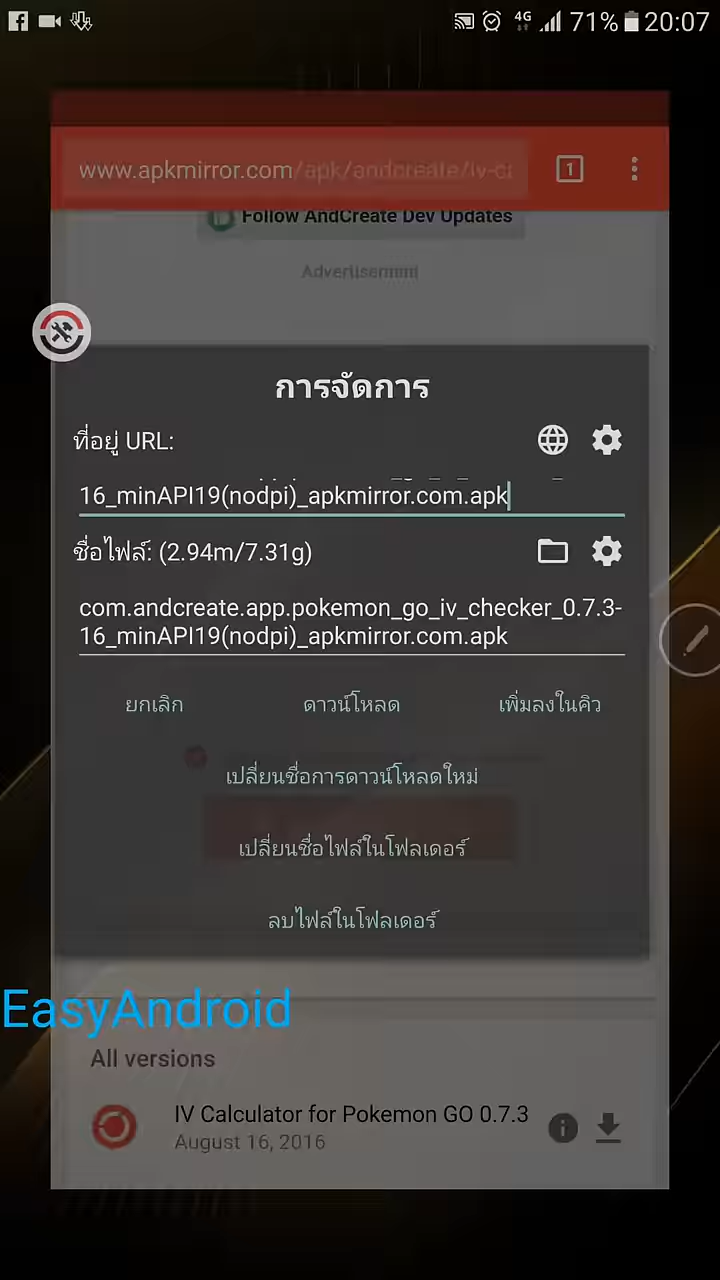 4G 71% 20:07
www.apkmirror.com/apk/andcreate/iv-c
1
Follow AndCreate Dev Updates
Advertisement
การจัดการ
ที่อยู่ URL:
16_minAPI19(nodpi)_apkmirror.com.apk
ชื่อไฟล์: (2.94m/7.31g)
com.andcreate.app.pokemon_go_iv_checker_0.7.3-
16_minAPI19(nodpi)_apkmirror.com.apk
ยกเลิก ดาวน์โหลด เพิ่มลงในคิว
เปลี่ยนชื่อการดาวน์โหลดใหม่
เปลี่ยนชื่อไฟล์ในโฟลเดอร์
ลบไฟล์ในโฟลเดอร์
EasyAndroid
All versions
IV Calculator for Pokemon GO 0.7.3
August 16, 2016